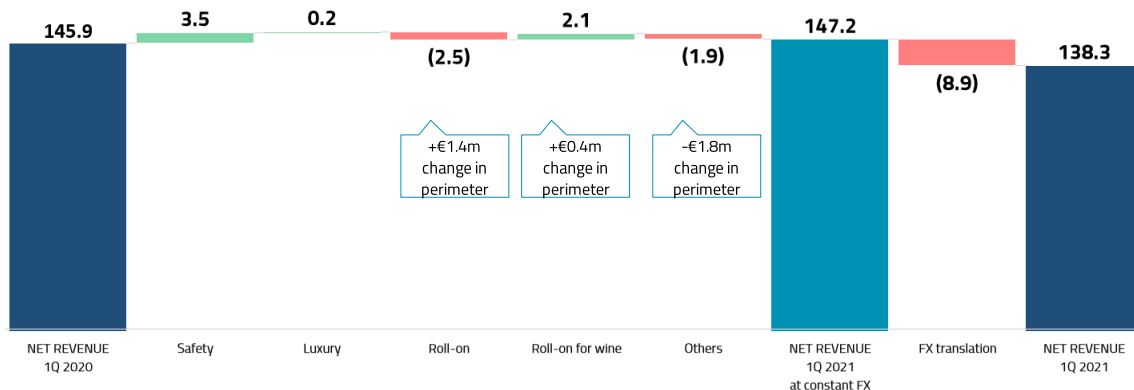 145.9
3.5
0.2
(2.5)
2.1
(1.9)
147.2
(8.9)
138.3
+€1.4m
change in
perimeter
+€0.4m
change in
perimeter
-€1.8m
change in
perimeter
NET REVENUE
1Q 2020
Safety
Luxury
Roll-on
Roll-on for wine
Others
NET REVENUE
1Q 2021
at constant FX
FX translation
NET REVENUE
1Q 2021